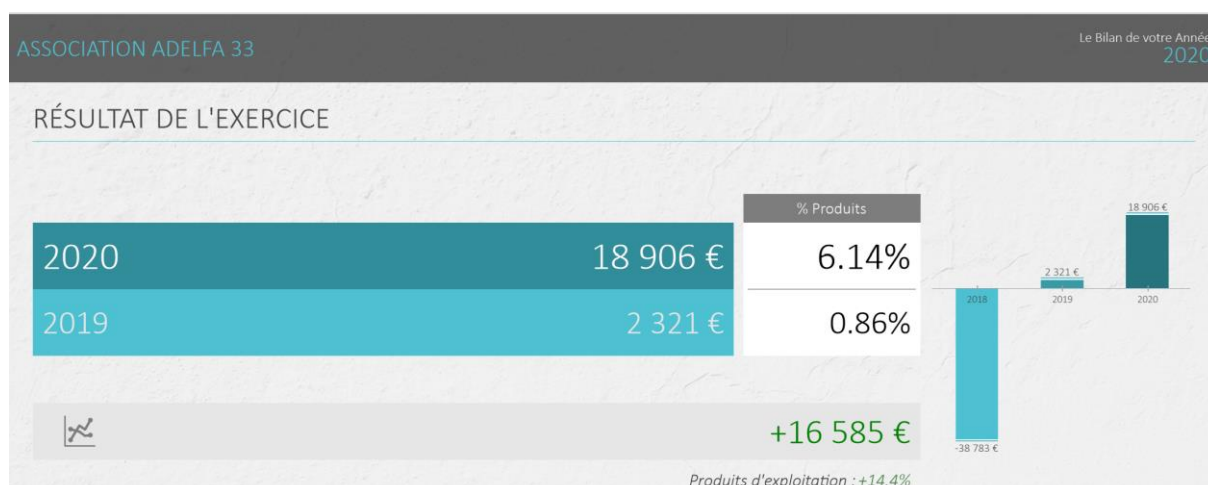 ASSOCIATION ADELFA 33
Le Bilan de votre Année
2020
RÉSULTAT DE L'EXERCICE
% Produits
2020 18 906 € 6.14%
2019 2 321 € 0.86%
+16 585 €
Produits d'exploitation : +14.4%
18 906 €
2 321 €
2018 2019 2020
-38 783 €